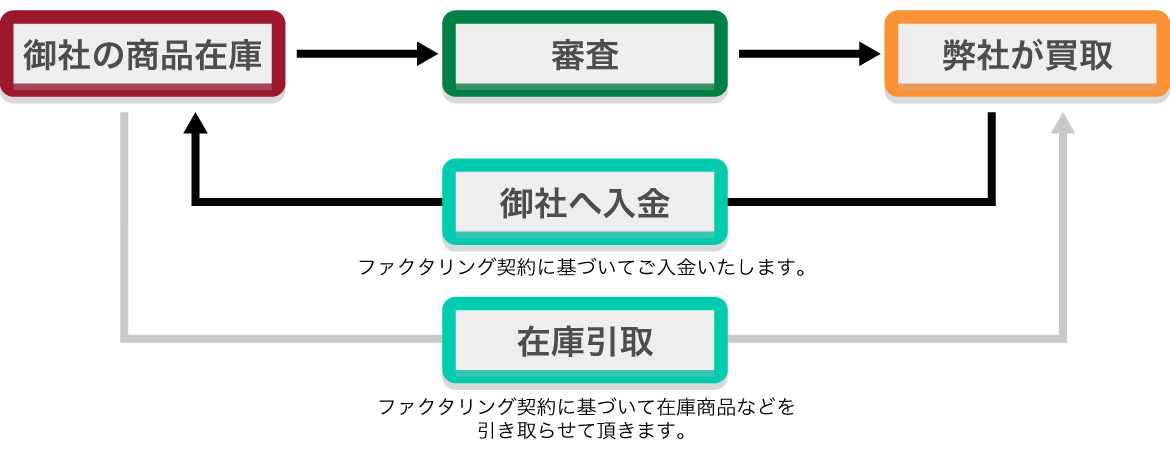 御社の商品在庫
審査
弊社が買取
御社へ入金
ファクタリング契約に基づいてご入金いたします。
在庫引取
ファクタリング契約に基づいて在庫商品などを
引き取らせて頂きます。